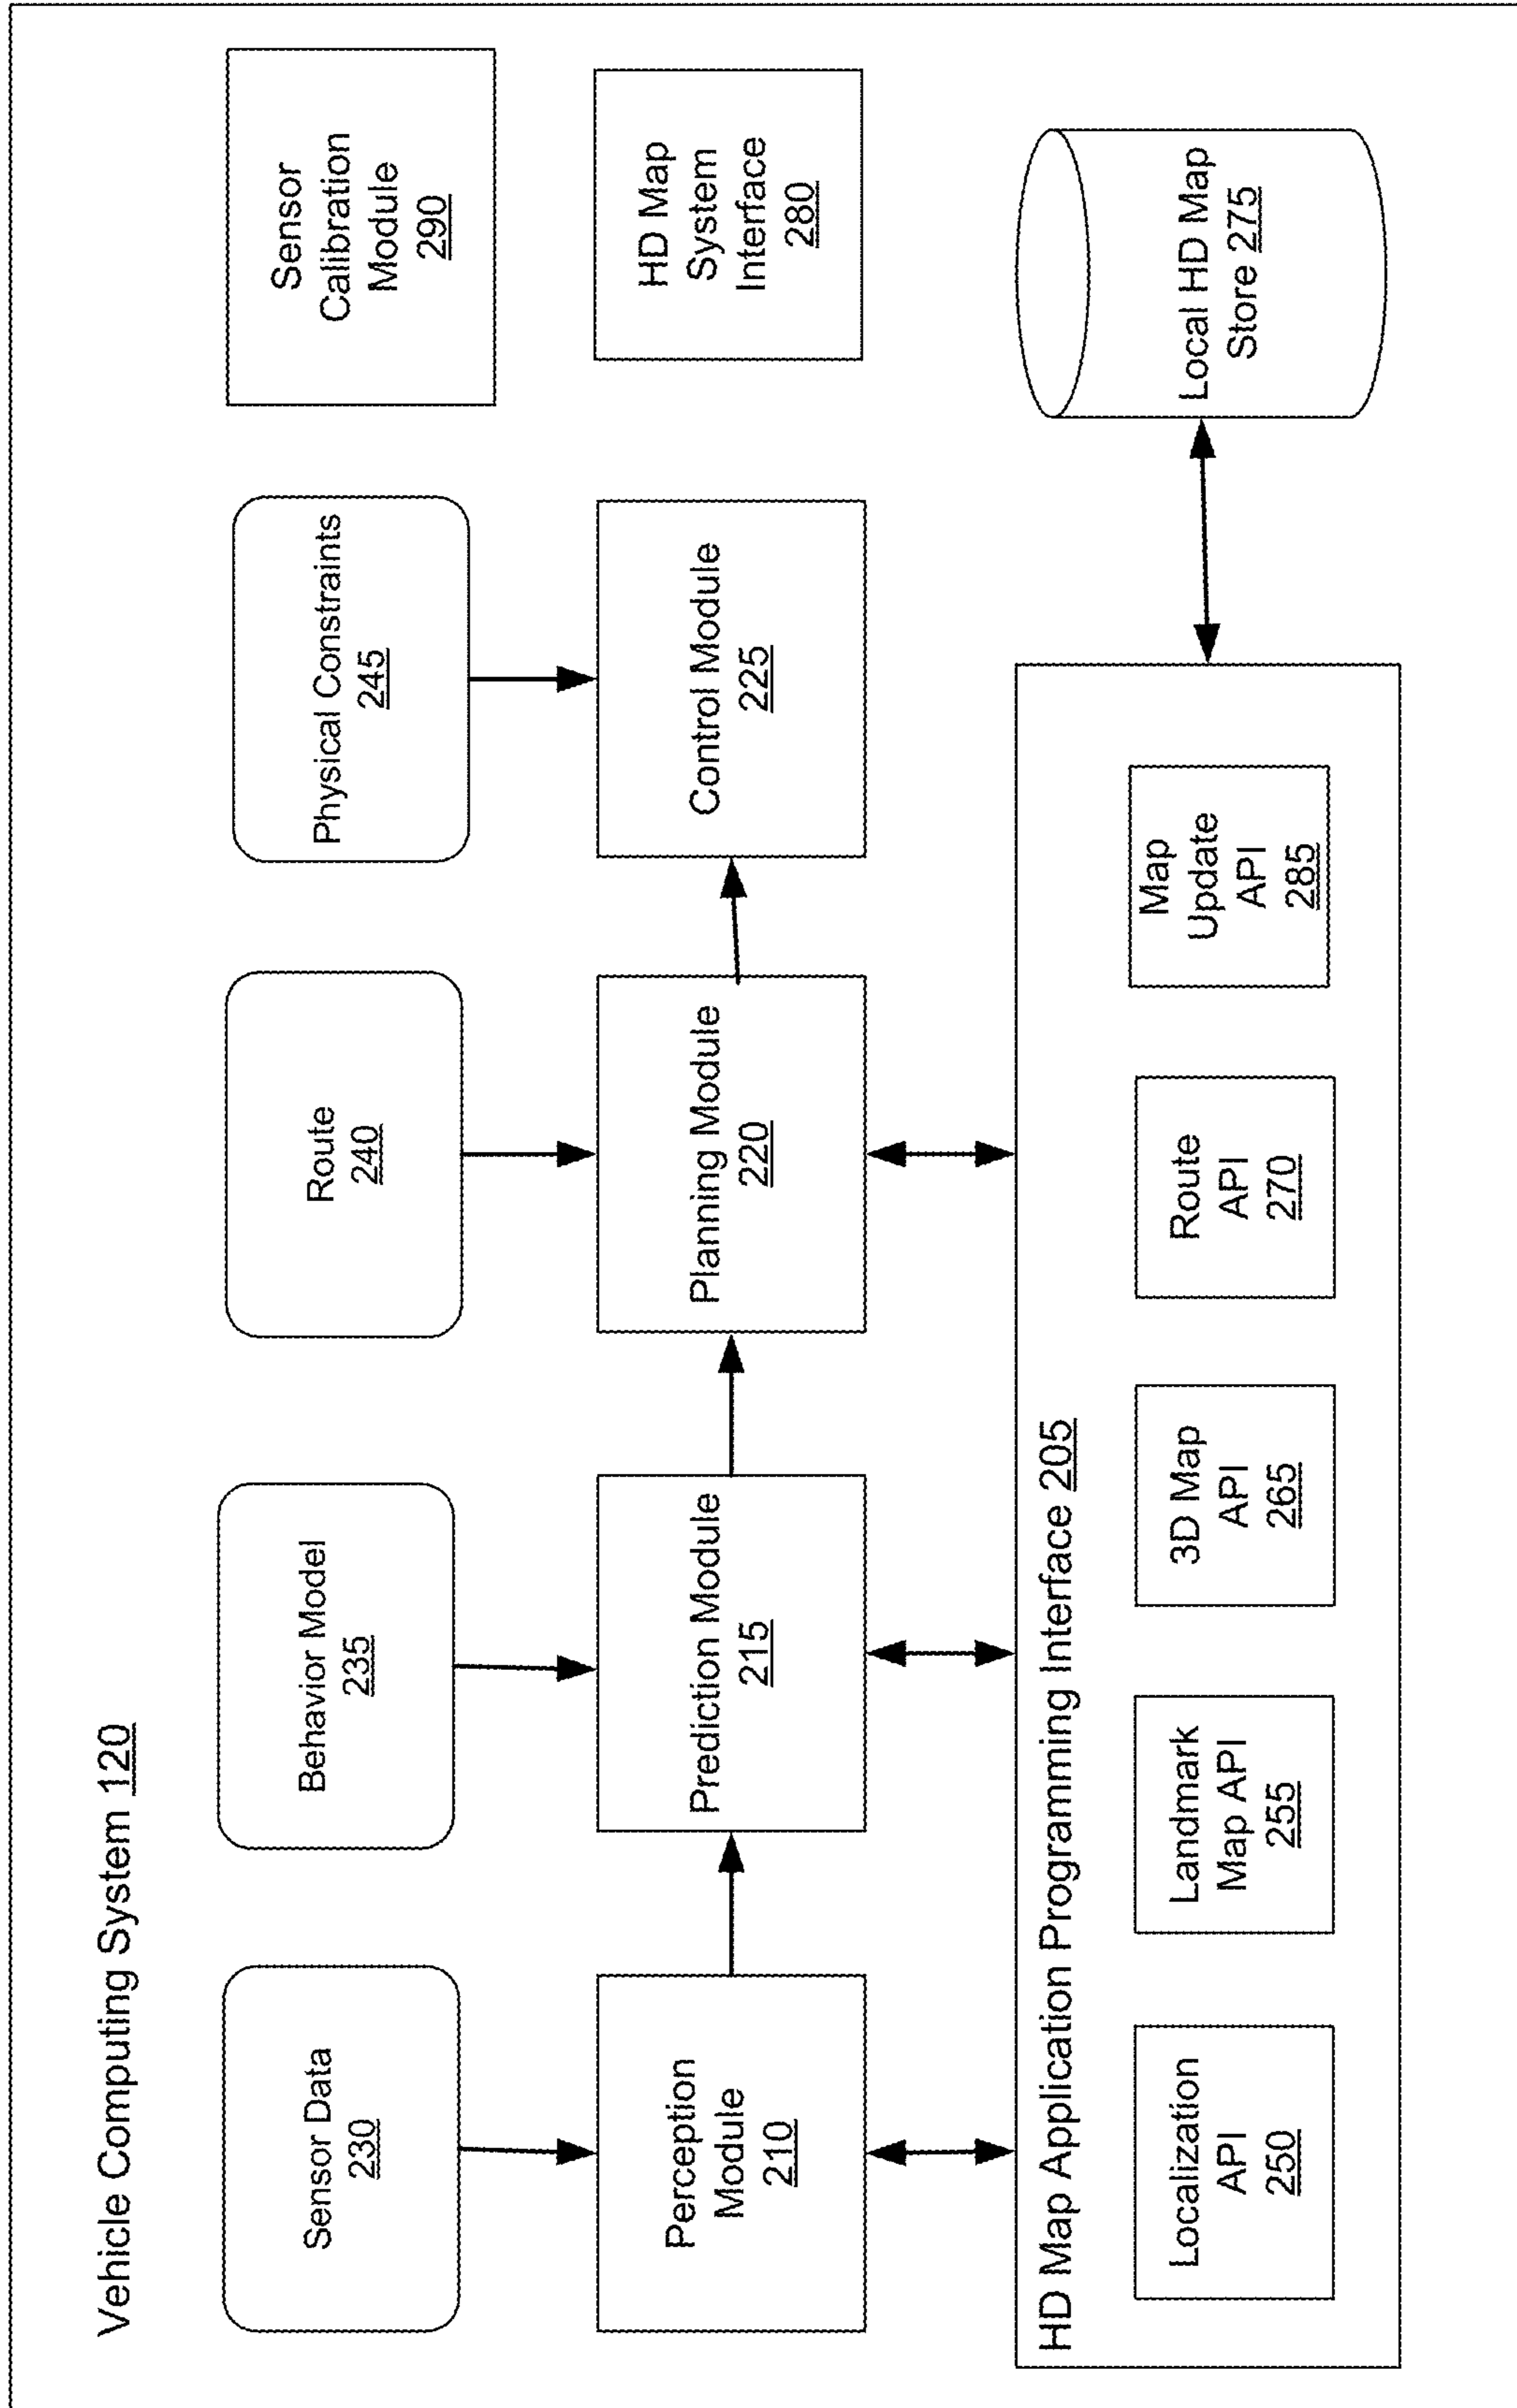 Vehicle Computing System 120
Sensor Data
230
Behavior Model
235
Route
240
Physical Constraints
245
Sensor
Calibration
Module
290
Perception
Module
210
Prediction Module
215
Planning Module
220
Control Module
225
HD Map
System
Interface
280
HD Map Application Programming Interface 205
Localization
API
250
Landmark
Map API
255
3D Map
API
265
Route
API
270
Map
Update
API
285
Local HD Map
Store 275